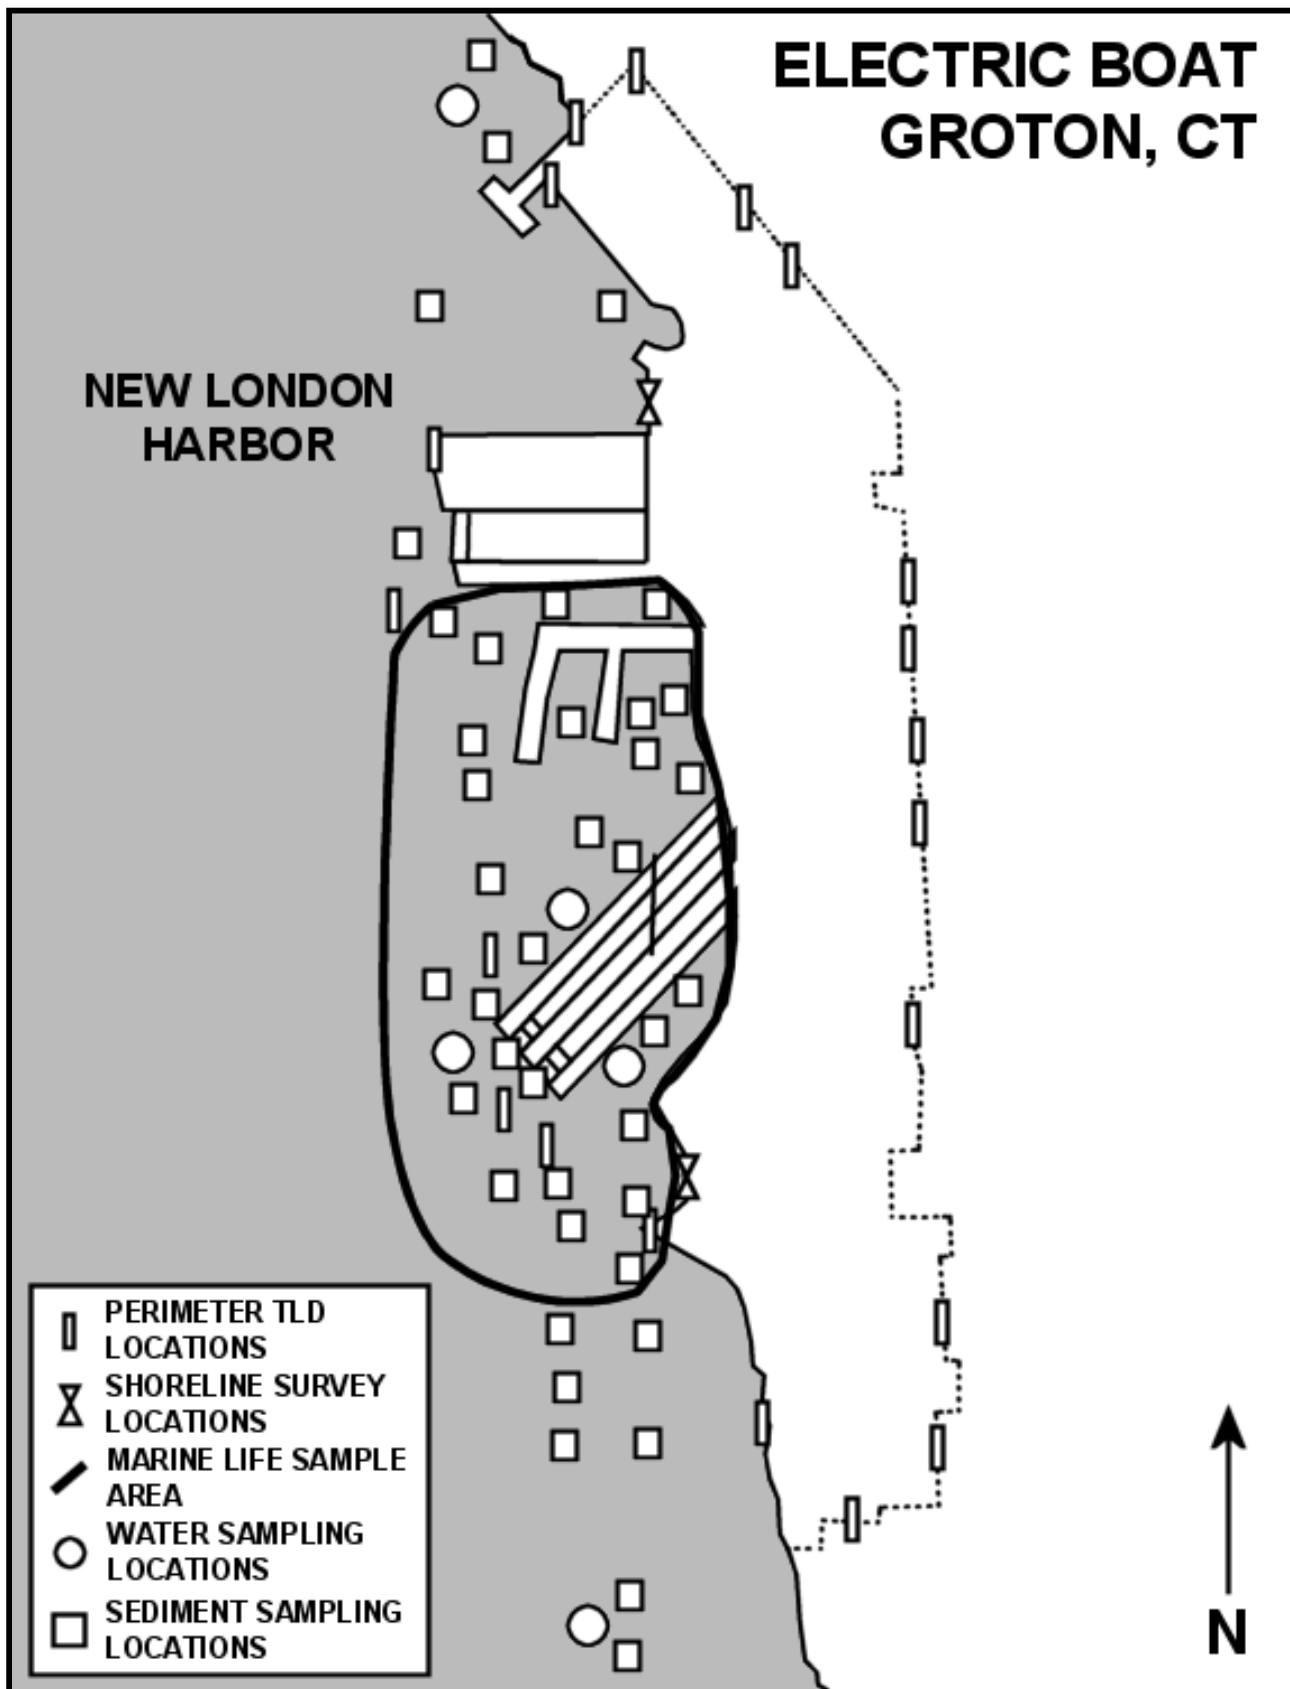 ELECTRIC BOAT
GROTON, CT
NEW LONDON
HARBOR
PERIMETER TLD
LOCATIONS
SHORELINE SURVEY
LOCATIONS
MARINE LIFE SAMPLE
AREA
WATER SAMPLING
LOCATIONS
SEDIMENT SAMPLING
LOCATIONS
N